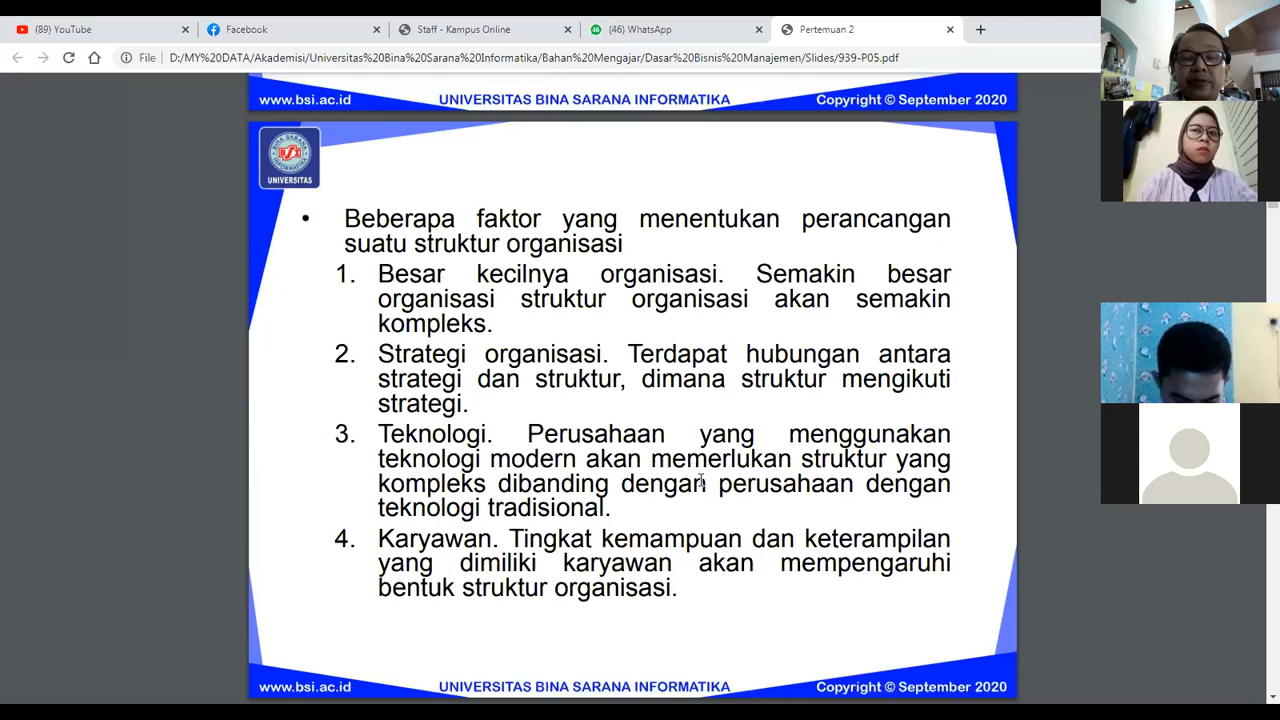 (89) YouTube
Facebook
Staff - Kampus Online
(46) WhatsApp
Pertemuan 2
File D:/MY%20DATA/Akademisi/Universitas%20Bina%20Sarana%20Informatika/Bahan%20Mengajar/Dasar%20Bisnis%20Manajemen/Slides/939-P05.pdf
www.bsi.ac.id UNIVERSITAS BINA SARANA INFORMATIKA Copyright © September 2020
BINA SARANA
BSI
INFORMATIKA
UNIVERSITAS
• Beberapa faktor yang menentukan perancangan
suatu struktur organisasi
1. Besar kecilnya organisasi. Semakin besar
organisasi struktur organisasi akan semakin
kompleks.
2. Strategi organisasi. Terdapat hubungan antara
strategi dan struktur, dimana struktur mengikuti
strategi.
3. Teknologi. Perusahaan yang menggunakan
teknologi modern akan memerlukan struktur yang
kompleks dibanding dengan perusahaan dengan
teknologi tradisional.
4. Karyawan. Tingkat kemampuan dan keterampilan
yang dimiliki karyawan akan mempengaruhi
bentuk struktur organisasi.
www.bsi.ac.id UNIVERSITAS BINA SARANA INFORMATIKA Copyright © September 2020